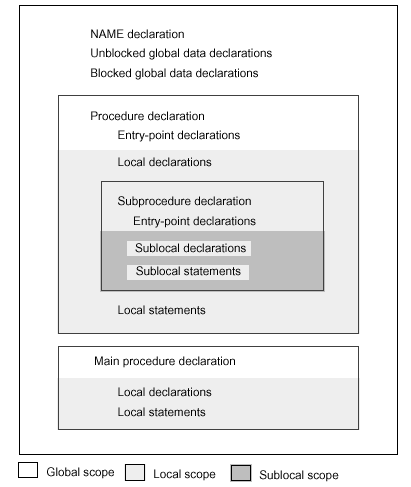 NAME declaration
Unblocked global data declarations
Blocked global data declarations
Procedure declaration
Entry-point declarations
Local declarations
Subprocedure declaration
Entry-point declarations
Sublocal declarations
Sublocal statements
Local statements
Main procedure declaration
Local declarations
Local statements
Global scope Local scope Sublocal scope